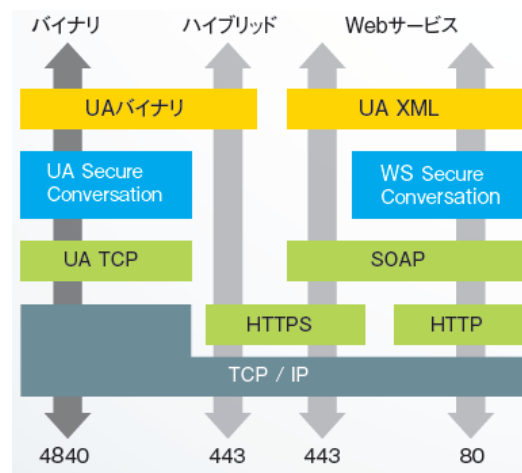 バイナリ ハイブリッド Webサービス
UAバイナリ UA XML
UA Secure
Conversation
WS Secure
Conversation
UA TCP SOAP
HTTPS HTTP
TCP / IP
4840 443 443 80